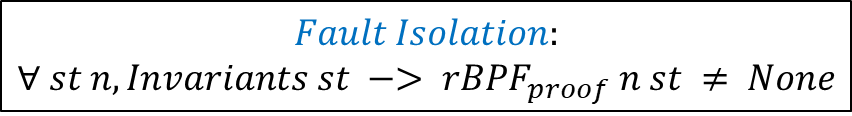 Fault Isolation:
∀ st n, Invariants st −> rBPF_proof n st ≠ None